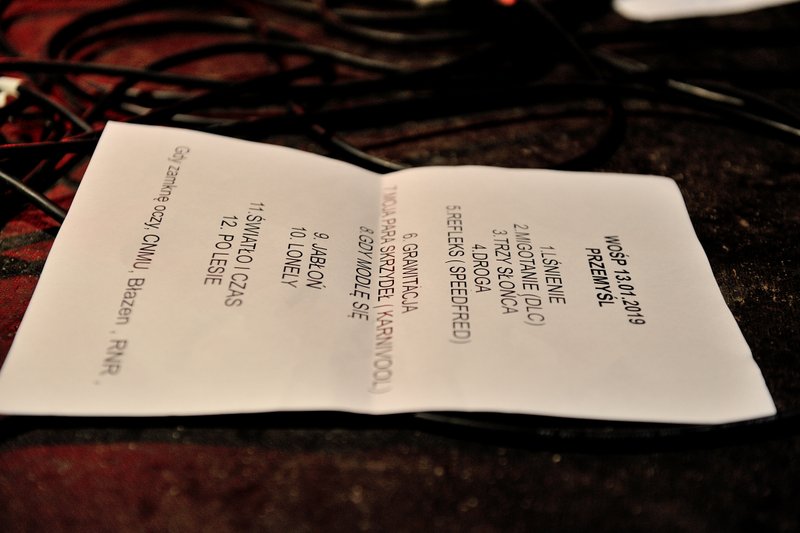 WOŚP 13.01.2019
PRZEMYŚL
1.LŚNIENIE
2.MIGOTANIE (DLC)
3.TRZY SŁOŃCA
4.DROGA
5.REFLEKS ( SPEEDFRED)
6. GRAWITACJA
7 MOJA PARA SKRZYDEŁ ( KARNIVOOL )
8 GDY MODLĘ SIĘ
9. JABŁOŃ
10. LONELY
11.ŚWIATŁO I CZAS
12. PO LESIE
Gdy zamknę oczy, CNMU, Błazen , RNR ,